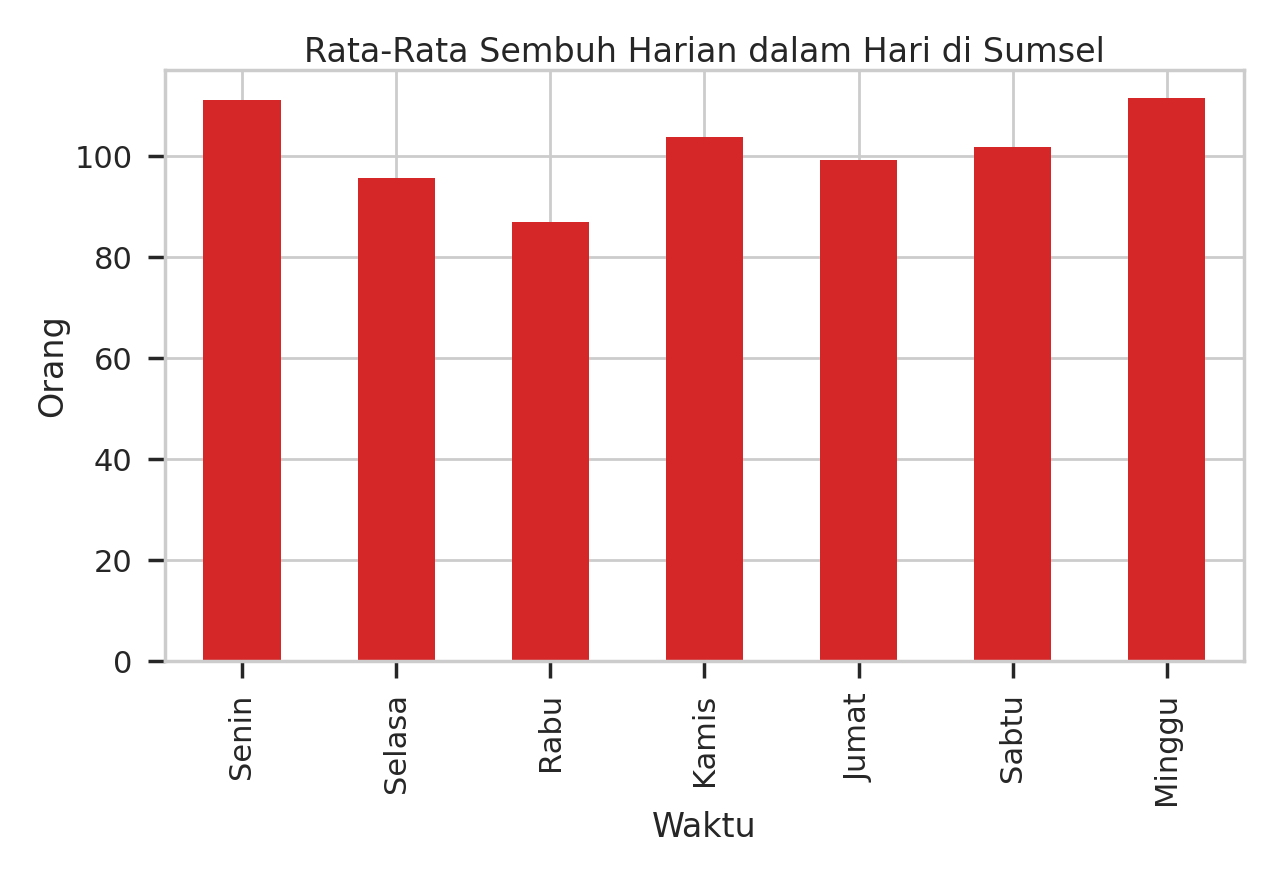 Rata-Rata Sembuh Harian dalam Hari di Sumsel
Orang
100
80
60
40
20
0
Senin
Selasa
Rabu
Kamis
Jumat
Sabtu
Minggu
Waktu